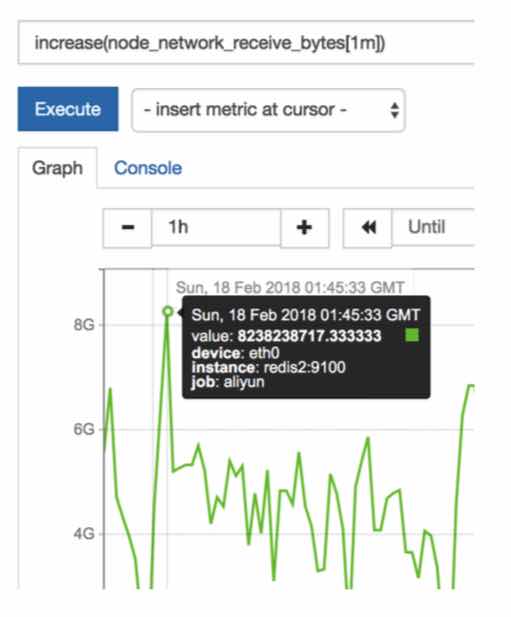 increase(node_network_receive_bytes[1m])
Execute
- insert metric at cursor -
Graph
Console
1h
Until
Sun, 18 Feb 2018 01:45:33 GMT
Sun, 18 Feb 2018 01:45:33 GMT
value: 8238238717.333333
device: eth0
instance: redis2:9100
job: aliyun
8G
6G
4G